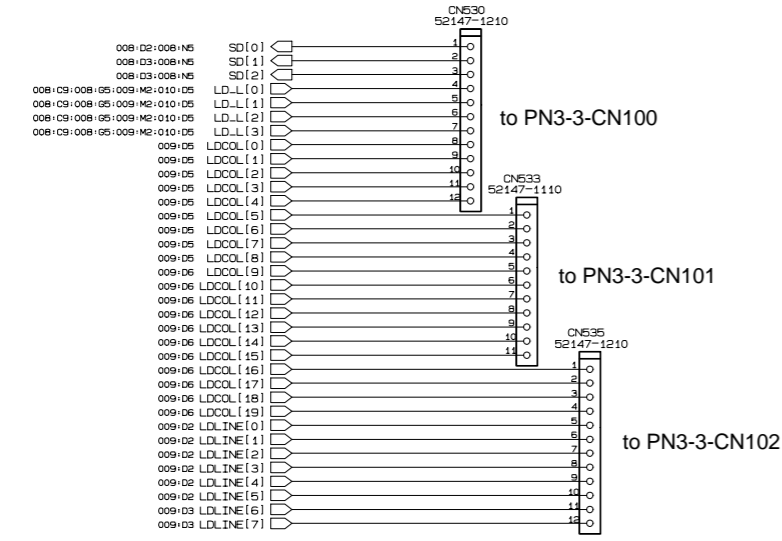 CN530
52147-1210
008:D2:008:N5 SD[0] 1
008:D3:008:N5 SD[1] 2
008:D3:008:N5 SD[2] 3
008:C9:008:G5:009:M2:010:D5 LD_L[0] 4
008:C9:008:G5:009:M2:010:D5 LD_L[1] 5
008:C9:008:G5:009:M2:010:D5 LD_L[2] 6
008:C9:008:G5:009:M2:010:D5 LD_L[3] 7
to PN3-3-CN100
009:D5 LDCOL[0] 8
009:D5 LDCOL[1] 9
009:D5 LDCOL[2] 10
009:D5 LDCOL[3] 11
009:D5 LDCOL[4] 12
CN533
52147-1110
009:D5 LDCOL[5] 1
009:D5 LDCOL[6] 2
009:D5 LDCOL[7] 3
009:D5 LDCOL[8] 4
009:D6 LDCOL[9] 5
to PN3-3-CN101
009:D6 LDCOL[10] 6
009:D6 LDCOL[11] 7
009:D6 LDCOL[12] 8
009:D6 LDCOL[13] 9
009:D6 LDCOL[14] 10
009:D6 LDCOL[15] 11
CN535
52147-1210
009:D6 LDCOL[16] 1
009:D6 LDCOL[17] 2
009:D6 LDCOL[18] 3
009:D6 LDCOL[19] 4
009:D2 LDLINE[0] 5
009:D2 LDLINE[1] 6
to PN3-3-CN102
009:D2 LDLINE[2] 7
009:D2 LDLINE[3] 8
009:D2 LDLINE[4] 9
009:D2 LDLINE[5] 10
009:D3 LDLINE[6] 11
009:D3 LDLINE[7] 12